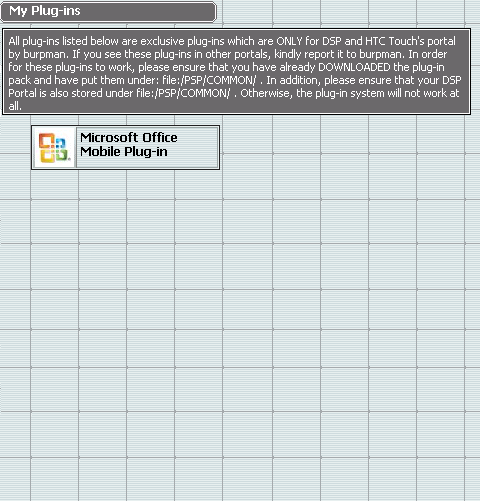 My Plug-ins
All plug-ins listed below are exclusive plug-ins which are ONLY for DSP and HTC Touch's portal
by burpman. If you see these plug-ins in other portals, kindly report it to burpman. In order
for these plug-ins to work, please ensure that you have already DOWNLOADED the plug-in
pack and have put them under: file:/PSP/COMMON/ . In addition, please ensure that your DSP
Portal is also stored under file:/PSP/COMMON/ . Otherwise, the plug-in system will not work at
all.
Microsoft Office
Mobile Plug-in